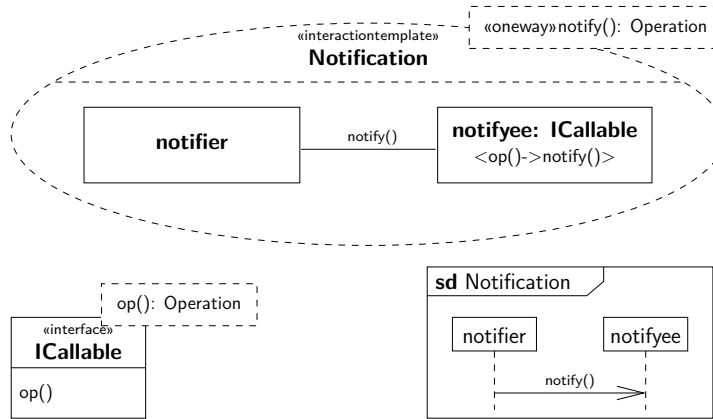 «oneway»notify(): Operation
«interactiontemplate»
Notification
notifier
notify()
notifyee: ICallable
<op()->notify()>
op(): Operation
«interface»
ICallable
op()
sd Notification
notifier
notifyee
notify()